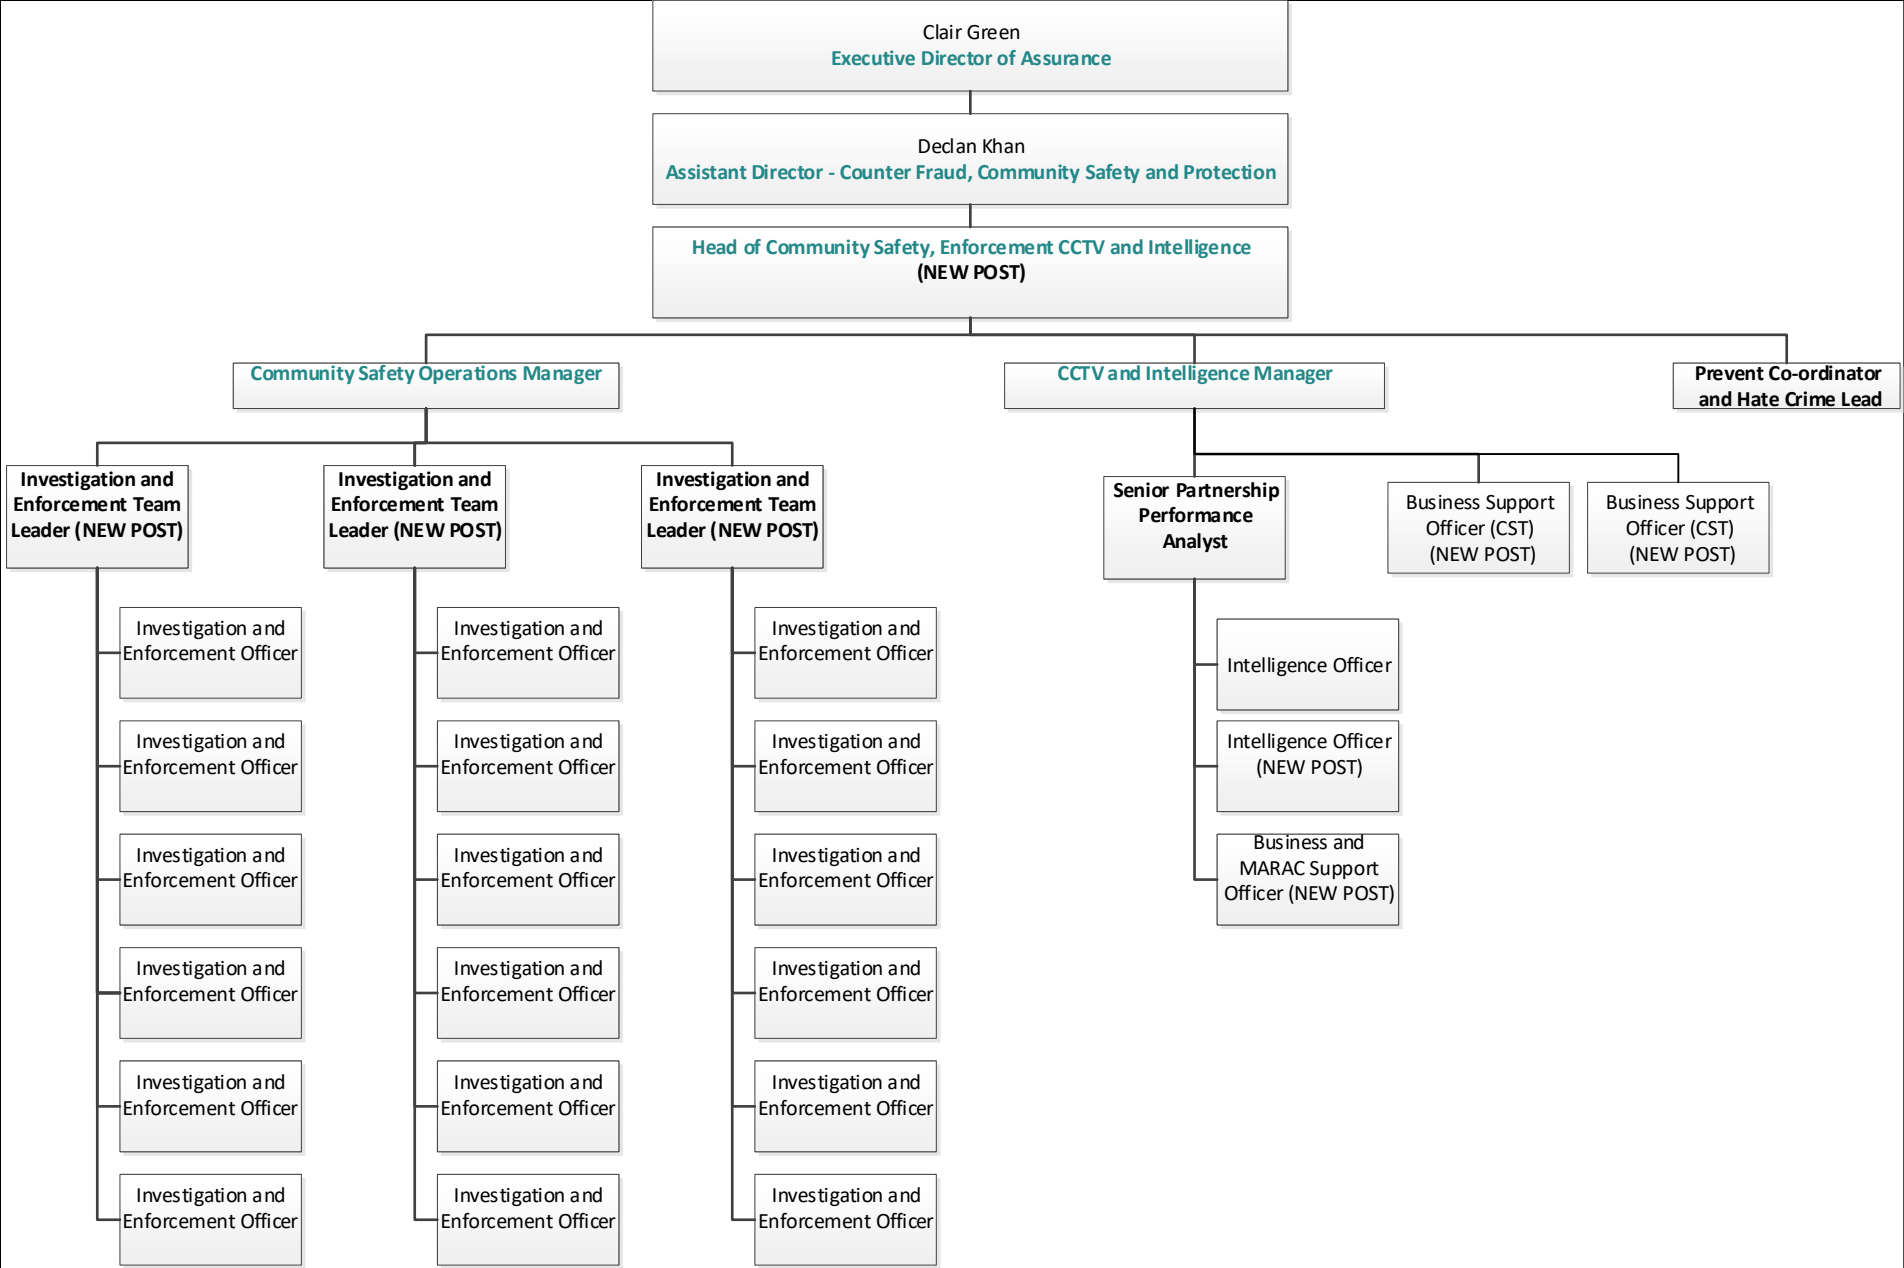 Clair Green
Executive Director of Assurance
Declan Khan
Assistant Director - Counter Fraud, Community Safety and Protection
Head of Community Safety, Enforcement CCTV and Intelligence
(NEW POST)
Community Safety Operations Manager
CCTV and Intelligence Manager
Prevent Co-ordinator
and Hate Crime Lead
Investigation and
Enforcement Team
Leader (NEW POST)
Investigation and
Enforcement Team
Leader (NEW POST)
Investigation and
Enforcement Team
Leader (NEW POST)
Senior Partnership
Performance
Analyst
Business Support
Officer (CST)
(NEW POST)
Business Support
Officer (CST)
(NEW POST)
Investigation and
Enforcement Officer
Investigation and
Enforcement Officer
Investigation and
Enforcement Officer
Intelligence Officer
Investigation and
Enforcement Officer
Investigation and
Enforcement Officer
Investigation and
Enforcement Officer
Intelligence Officer
(NEW POST)
Investigation and
Enforcement Officer
Investigation and
Enforcement Officer
Investigation and
Enforcement Officer
Business and
MARAC Support
Officer (NEW POST)
Investigation and
Enforcement Officer
Investigation and
Enforcement Officer
Investigation and
Enforcement Officer
Investigation and
Enforcement Officer
Investigation and
Enforcement Officer
Investigation and
Enforcement Officer
Investigation and
Enforcement Officer
Investigation and
Enforcement Officer
Investigation and
Enforcement Officer